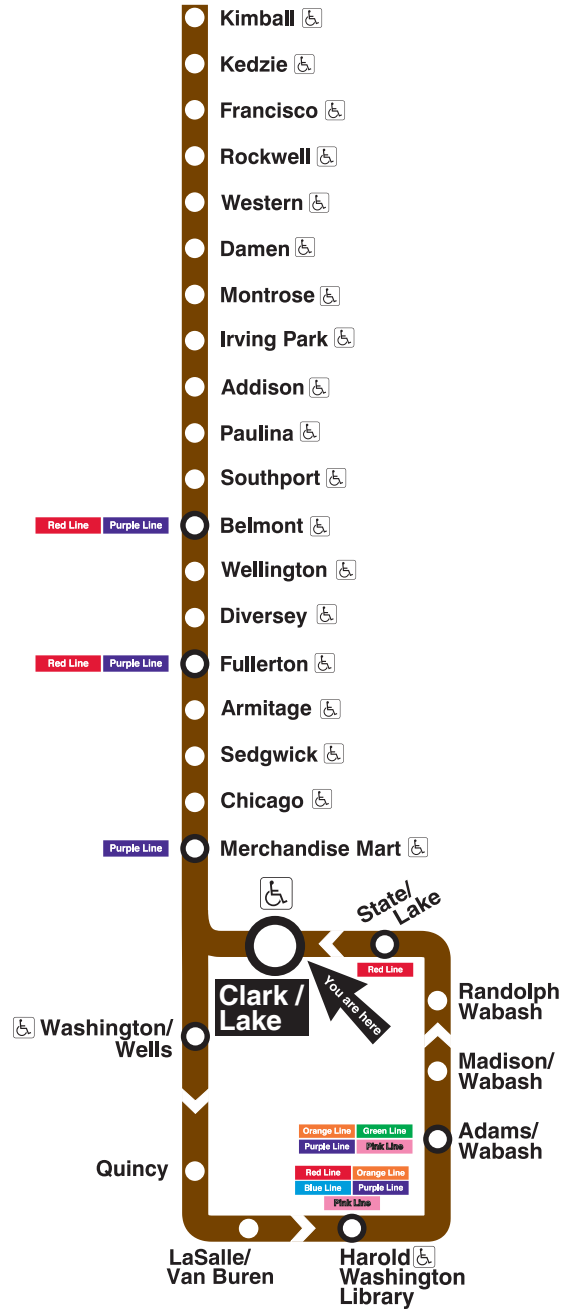 Kimball
Kedzie
Francisco
Rockwell
Western
Damen
Montrose
Irving Park
Addison
Paulina
Southport
Red Line Purple Line Belmont
Wellington
Diversey
Red Line Purple Line Fullerton
Armitage
Sedgwick
Chicago
Purple Line Merchandise Mart
State/
Lake
Red Line
Clark /
Lake
You are here
Randolph
Wabash
Washington/
Wells
Madison/
Wabash
Adams/
Wabash
Orange Line Green Line
Purple Line Pink Line
Quincy
Red Line Orange Line
Blue Line Purple Line
Pink Line
LaSalle/
Van Buren
Harold
Washington
Library